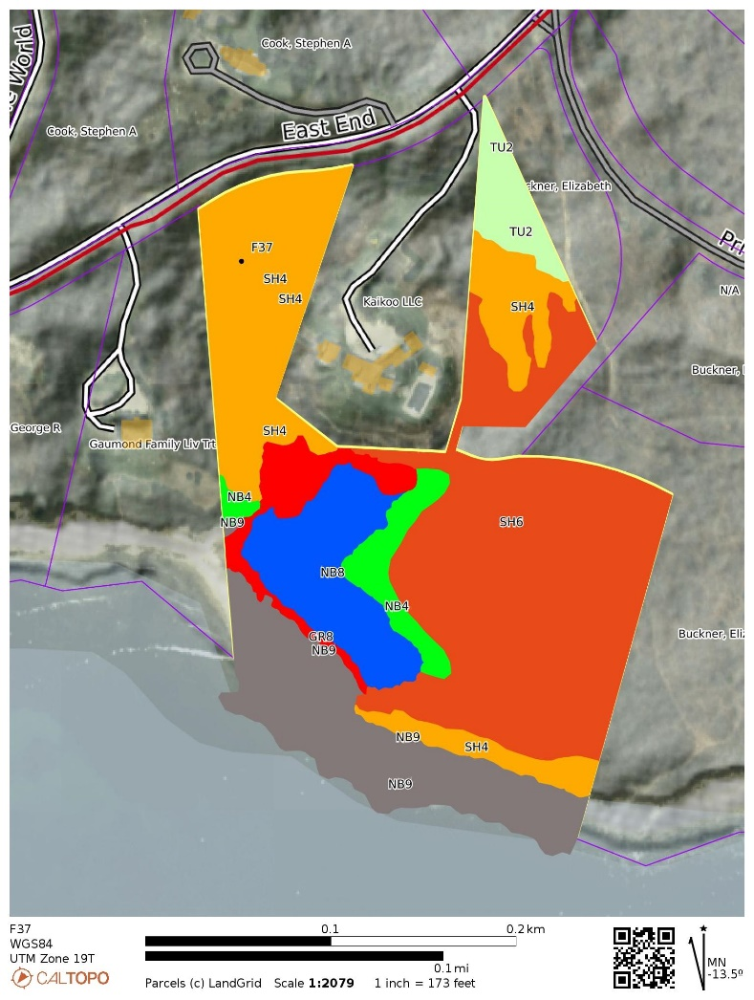 Cook, Stephen A
World
East End
Cook, Stephen A
TU2
ckner, Elizabeth
TU2
F37
SH4
N/A
SH4
Kaikoo LLC
SH4
Buckner,
George R
SH4
Gaumond Family Liv Trt
NB4
NB9
SH6
NB8
NB4
GR8
NB9
Buckner, Eliz
NB9
SH4
NB9
F37
WGS84
UTM Zone 19T
CALTOPO
0.1
0.2 km
0.1 mi
Parcels (c) LandGrid Scale 1:2079 1 inch = 173 feet
MN
-13.5º